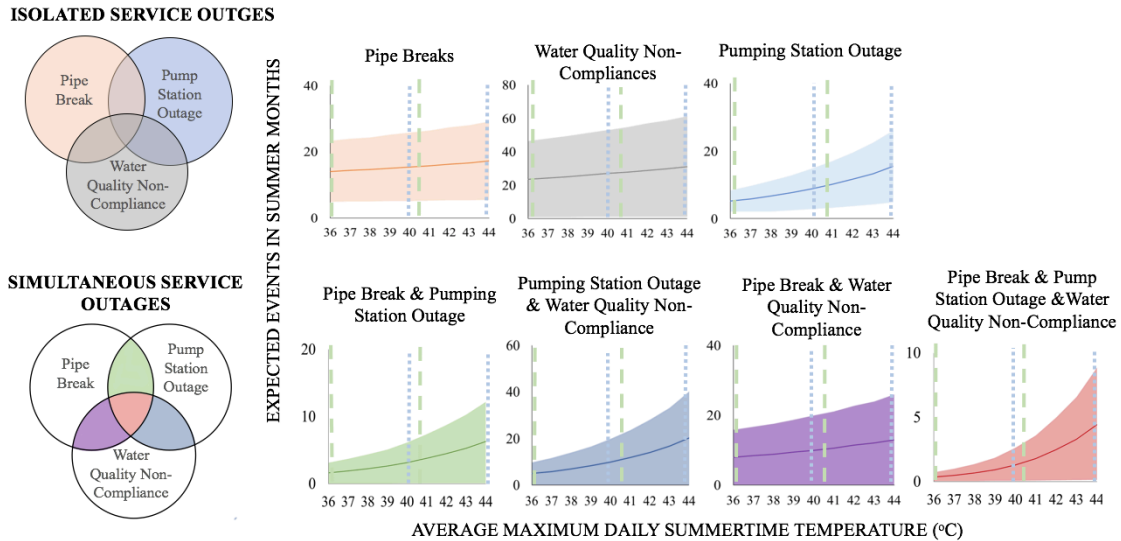 ISOLATED SERVICE OUTGES
Pipe
Break
Pump
Station
Outage
Water
Quality Non-
Compliance
SIMULTANEOUS SERVICE
OUTAGES
Pipe
Break
Pump
Station
Outage
Water
Quality Non-
Compliance
EXPECTED EVENTS IN SUMMER MONTHS
Pipe Breaks
40
20
0
36 37 38 39 40 41 42 43 44
Water Quality Non-
Compliances
80
60
40
20
0
36 37 38 39 40 41 42 43 44
Pumping Station Outage
40
20
0
36 37 38 39 40 41 42 43 44
Pipe Break & Pumping
Station Outage
20
10
0
36 37 38 39 40 41 42 43 44
Pumping Station Outage
& Water Quality Non-
Compliance
60
40
20
0
36 37 38 39 40 41 42 43 44
Pipe Break & Water
Quality Non-
Compliance
40
20
0
36 37 38 39 40 41 42 43 44
Pipe Break & Pump
Station Outage &Water
Quality Non-Compliance
10
5
0
36 37 38 39 40 41 42 43 44
AVERAGE MAXIMUM DAILY SUMMERTIME TEMPERATURE (ºC)